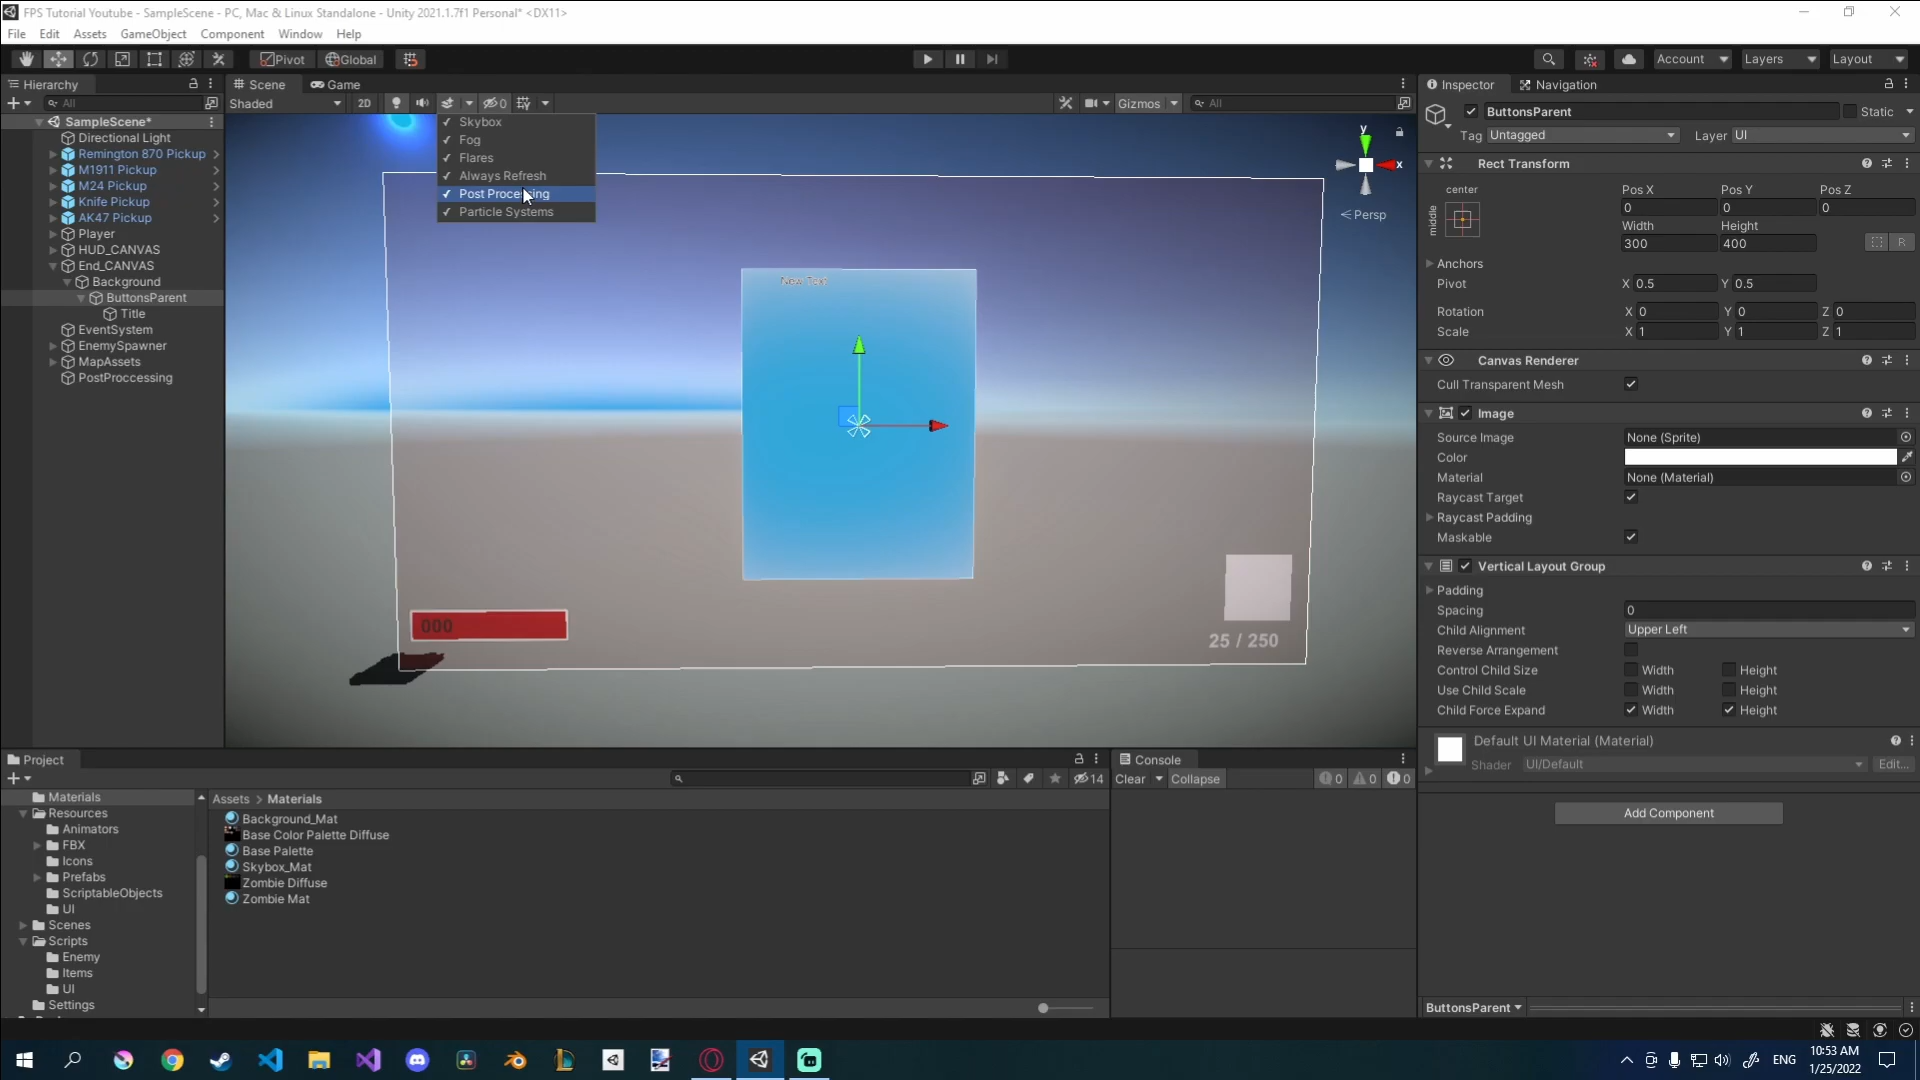 FPS Tutorial Youtube - SampleScene - PC, Mac & Linux Standalone - Unity 2021.1.7f1 Personal* <DX11>
File Edit Assets GameObject Component Window Help
Pivot Global Account Layers Layout
Hierarchy
All
SampleScene*
Directional Light
Remington 870 Pickup
M1911 Pickup
M24 Pickup
Knife Pickup
AK47 Pickup
Player
HUD_CANVAS
End_CANVAS
Background
ButtonsParent
Title
EventSystem
EnemySpawner
MapAssets
PostProccessing
Scene Game
Shaded 2D 0 Gizmos All
Skybox
Fog
Flares
Always Refresh
Post Processing
Particle Systems
y
x
Persp
New Text
000
25 / 250
Inspector Navigation
ButtonsParent Static
Tag Untagged Layer UI
Rect Transform
center Pos X Pos Y Pos Z
middle 0 0 0
Width Height
300 400 R
Anchors
Pivot X 0.5 Y 0.5
Rotation X 0 Y 0 Z 0
Scale X 1 Y 1 Z 1
Canvas Renderer
Cull Transparent Mesh
Image
Source Image None (Sprite)
Color
Material None (Material)
Raycast Target
Raycast Padding
Maskable
Vertical Layout Group
Padding
Spacing 0
Child Alignment Upper Left
Reverse Arrangement
Control Child Size Width Height
Use Child Scale Width Height
Child Force Expand Width Height
Default UI Material (Material)
Shader UI/Default Edit...
Add Component
ButtonsParent
Project
14
Materials
Resources
Animators
FBX
Icons
Prefabs
ScriptableObjects
UI
Scenes
Scripts
Enemy
Items
UI
Settings
Assets > Materials
Background_Mat
Base Color Palette Diffuse
Base Palette
Skybox_Mat
Zombie Diffuse
Zombie Mat
Console
Clear Collapse 0 0 0
ENG
10:53 AM
1/25/2022